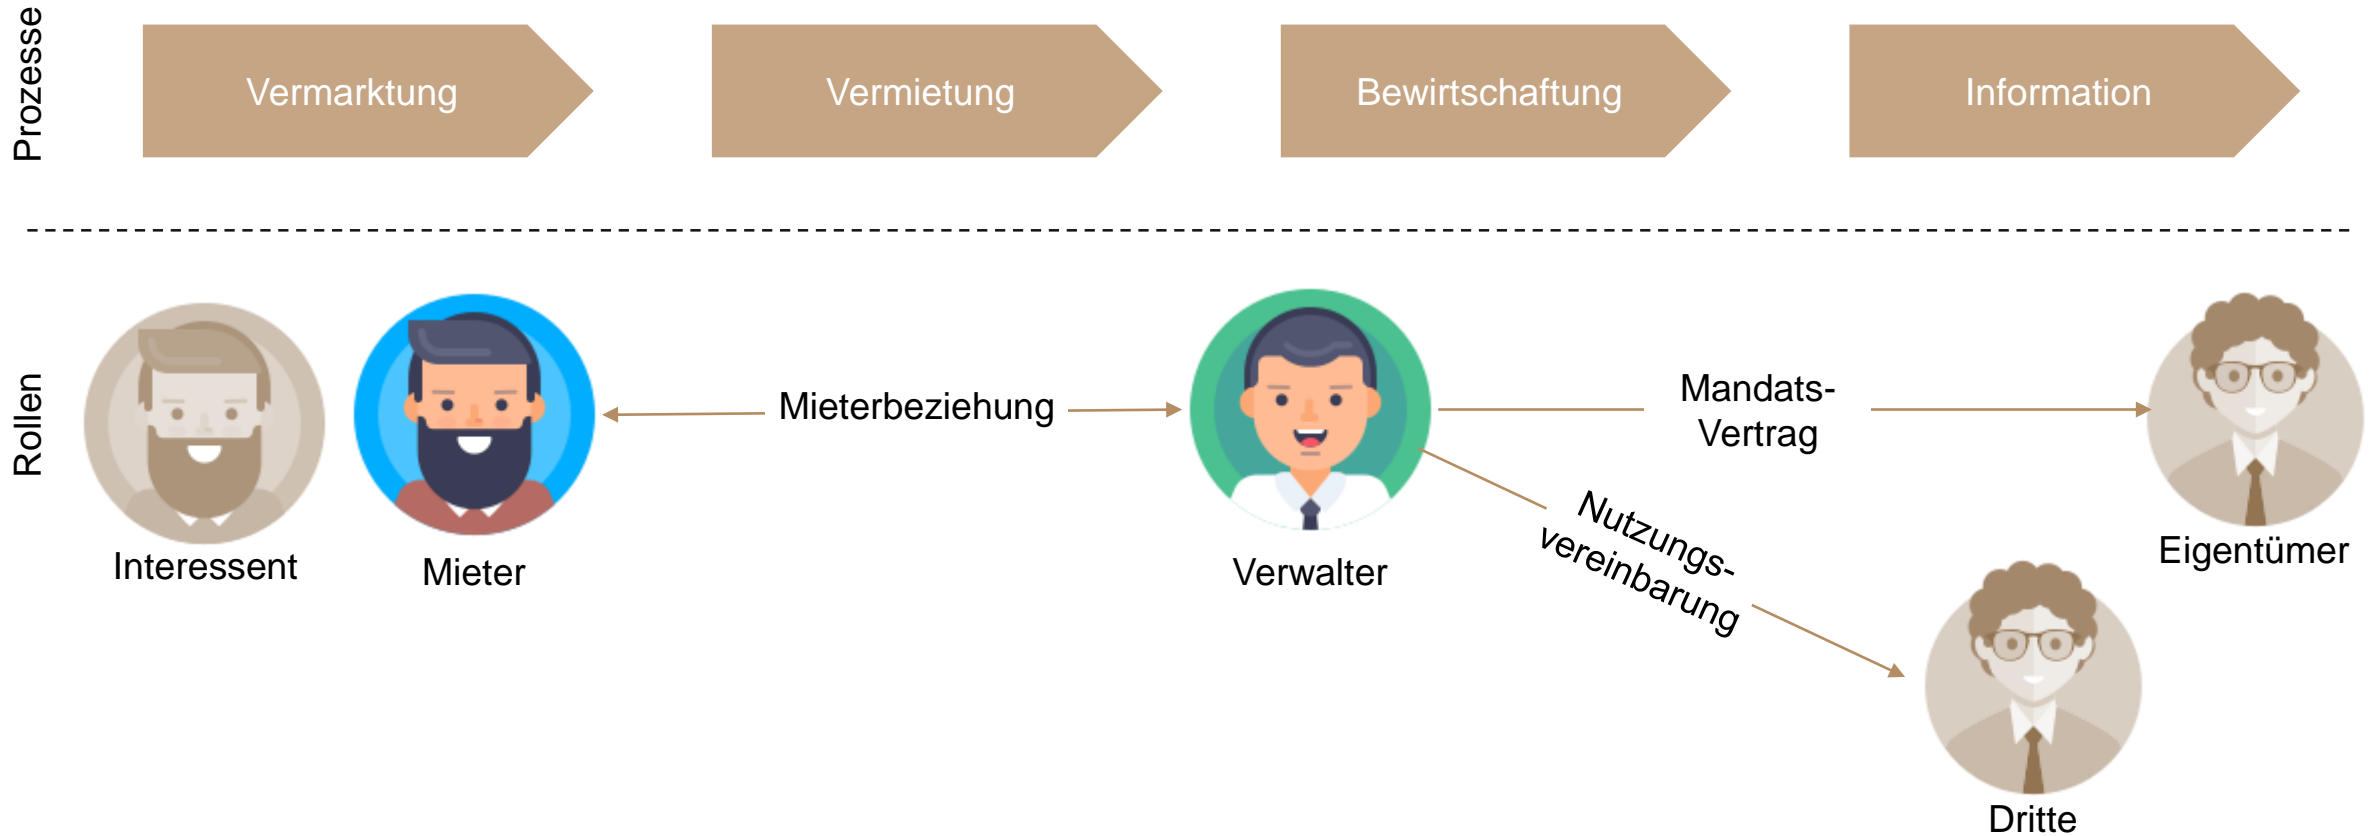 Prozesse
Vermarktung
Vermietung
Bewirtschaftung
Information
Rollen
Interessent
Mieter
Mieterbeziehung
Verwalter
Mandats-
Vertrag
Nutzungs-
vereinbarung
Eigentümer
Dritte